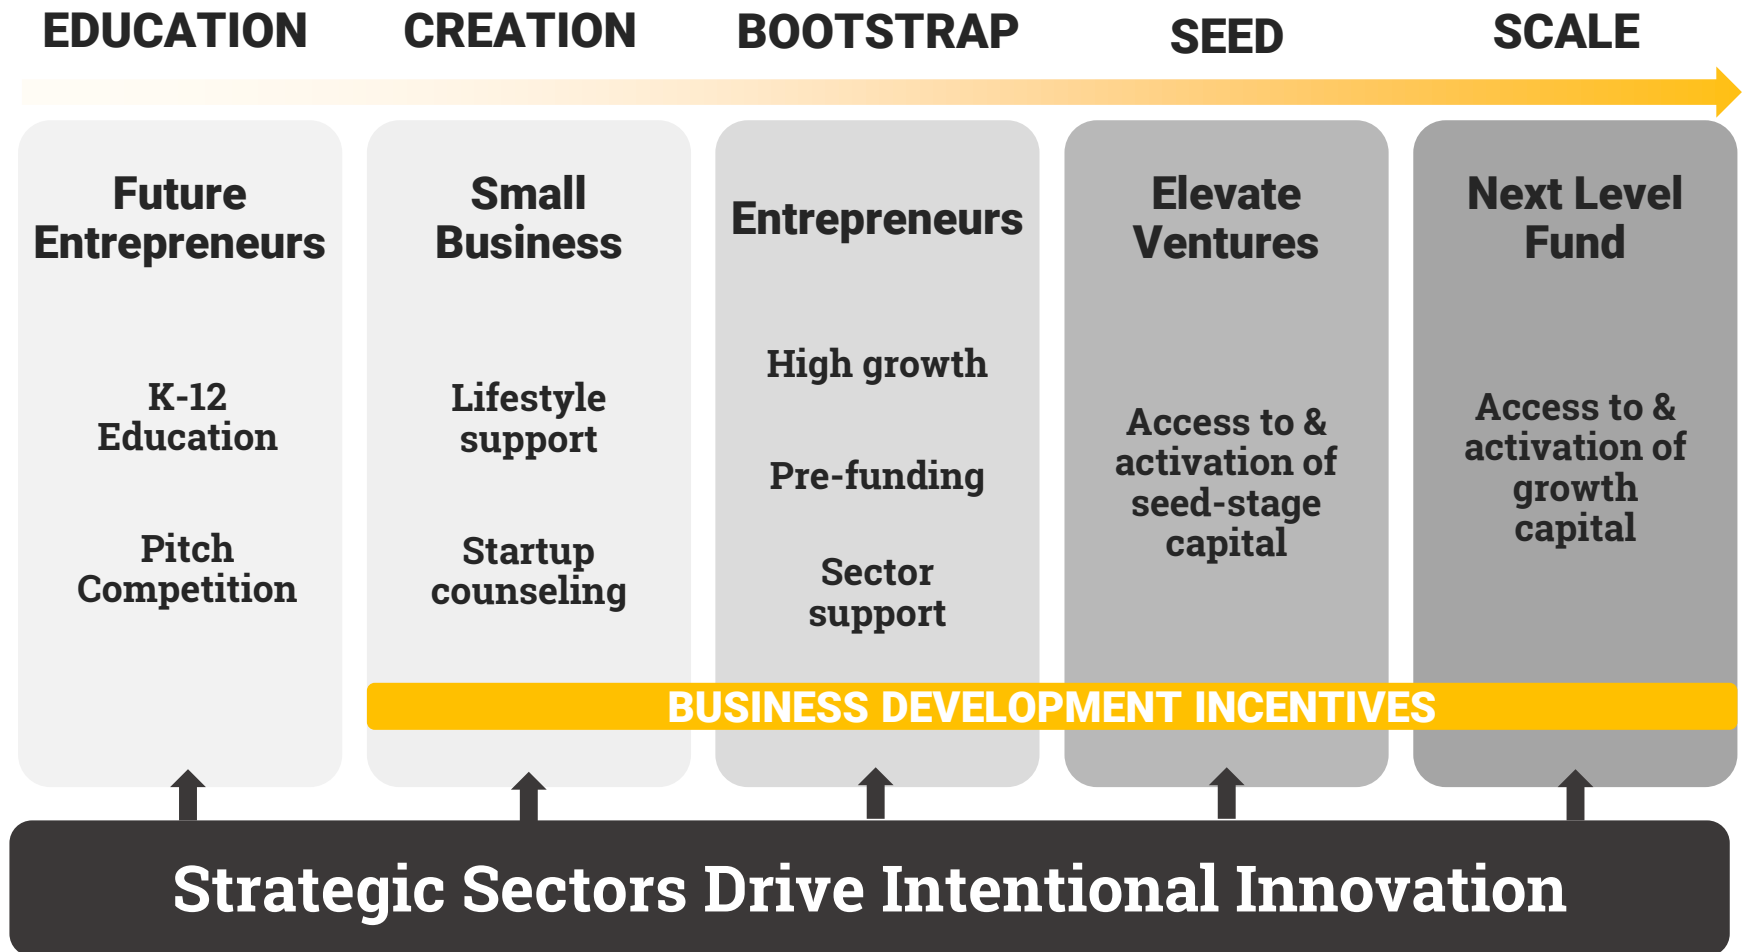 EDUCATION
CREATION
BOOTSTRAP
SEED
SCALE
Future
Entrepreneurs
K-12
Education
Pitch
Competition
Small
Business
Lifestyle
support
Startup
counseling
Entrepreneurs
High growth
Pre-funding
Sector
support
Elevate
Ventures
Access to &
activation of
seed-stage
capital
Next Level
Fund
Access to &
activation of
growth
capital
BUSINESS DEVELOPMENT INCENTIVES
Strategic Sectors Drive Intentional Innovation